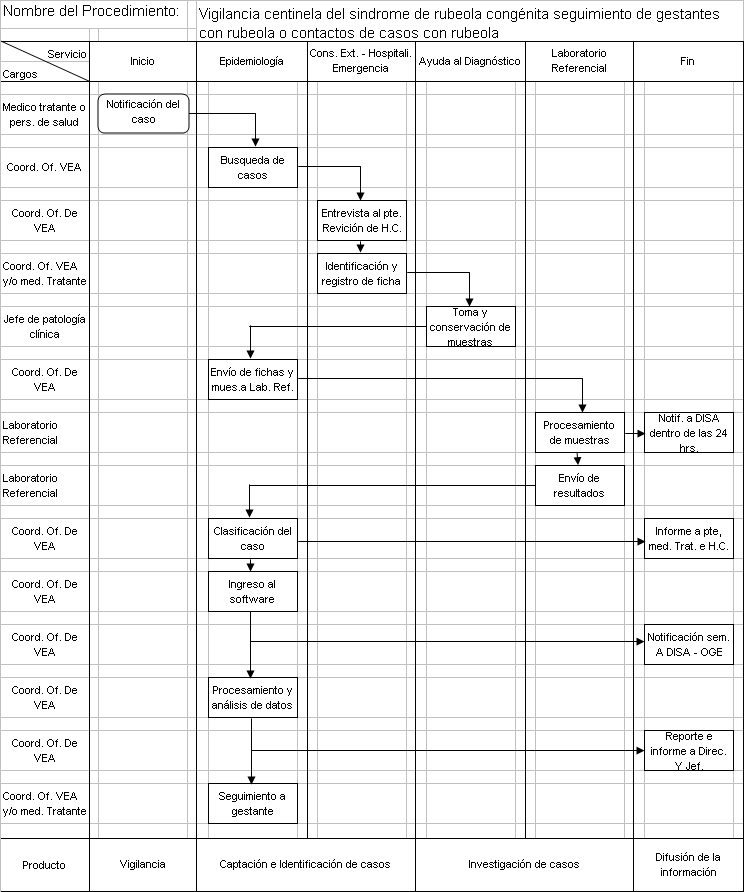 Nombre del Procedimiento:
Vigilancia centinela del sindrome de rubeola congénita seguimiento de gestantes
con rubeola o contactos de casos con rubeola
Servicio
Cargos
Inicio
Epidemiología
Cons. Ext. - Hospitali.
Emergencia
Ayuda al Diagnóstico
Laboratorio
Referencial
Fin
Medico tratante o
pers. de salud
Notificación del
caso
Coord. Of. VEA
Busqueda de
casos
Coord. Of. De
VEA
Entrevista al pte.
Revición de H.C.
Coord. Of. VEA
y/o med. Tratante
Identificación y
registro de ficha
Jefe de patología
clínica
Toma y
conservación de
muestras
Coord. Of. De
VEA
Envío de fichas y
mues.a Lab. Ref.
Laboratorio
Referencial
Procesamiento
de muestras
Notif. a DISA
dentro de las 24
hrs.
Laboratorio
Referencial
Envío de
resultados
Coord. Of. De
VEA
Clasificación del
caso
Informe a pte,
med. Trat. e H.C.
Coord. Of. De
VEA
Ingreso al
software
Coord. Of. De
VEA
Notificación sem.
A DISA - OGE
Coord. Of. De
VEA
Procesamiento y
análisis de datos
Coord. Of. De
VEA
Reporte e
informe a Direc.
Y Jef.
Coord. Of. VEA
y/o med. Tratante
Seguimiento a
gestante
Producto
Vigilancia
Captación e Identificación de casos
Investigación de casos
Difusión de la
información